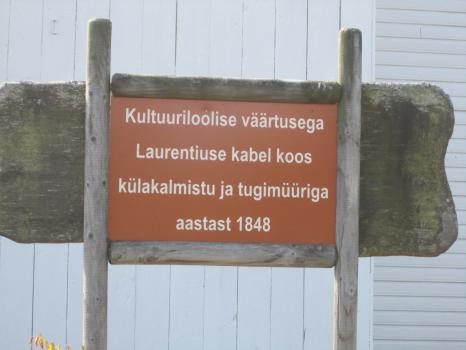 Kultuuriloolise väärtusega
Laurentiuse kabel koos
külakalmistu ja tugimüüriga
aastast 1848